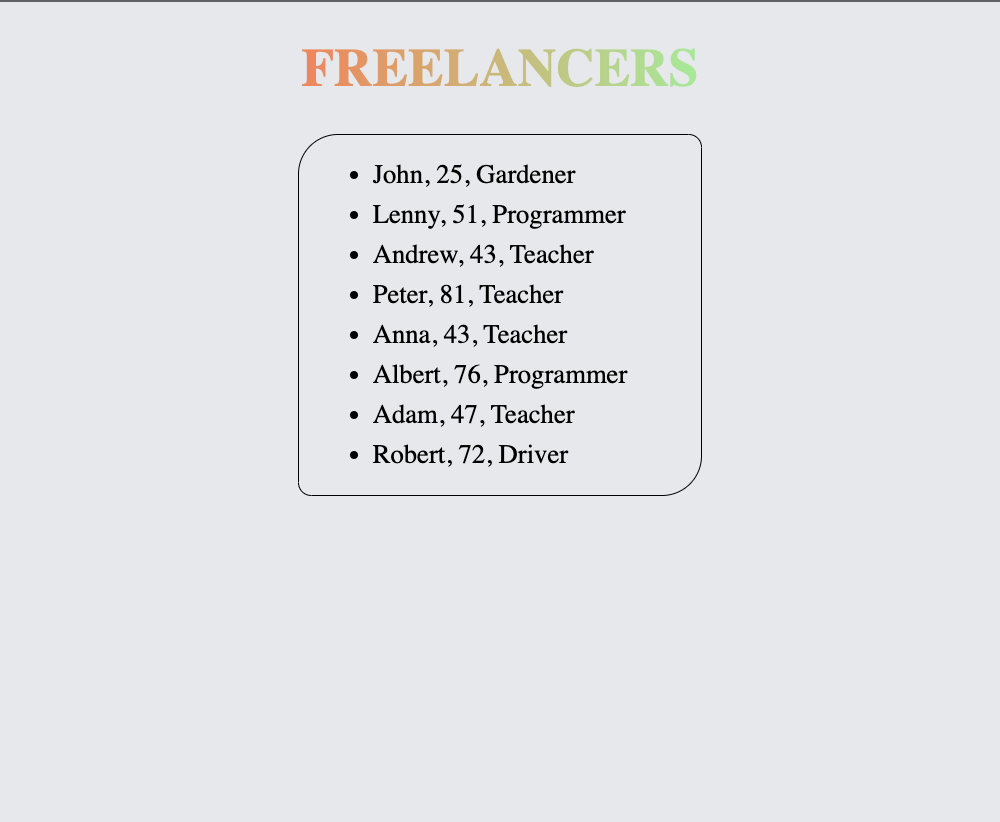 FREELANCERS
John, 25, Gardener
Lenny, 51, Programmer
Andrew, 43, Teacher
Peter, 81, Teacher
Anna, 43, Teacher
Albert, 76, Programmer
Adam, 47, Teacher
Robert, 72, Driver